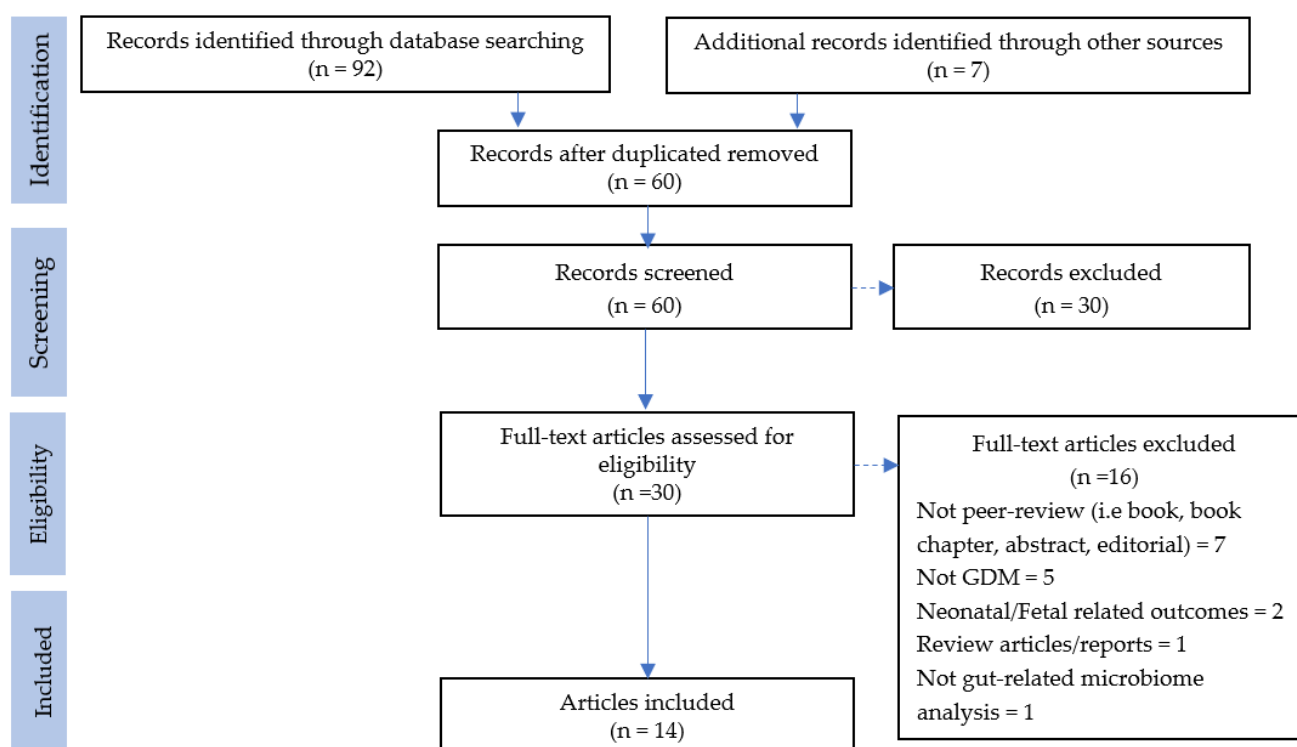 Identification
Records identified through database searching
(n = 92)
Additional records identified through other sources
(n = 7)
Records after duplicated removed
(n = 60)
Screening
Records screened
(n = 60)
Records excluded
(n = 30)
Eligibility
Full-text articles assessed for
eligibility
(n =30)
Full-text articles excluded
(n =16)
Not peer-review (i.e book, book
chapter, abstract, editorial) = 7
Not GDM = 5
Neonatal/Fetal related outcomes = 2
Review articles/reports = 1
Not gut-related microbiome
analysis = 1
Included
Articles included
(n = 14)